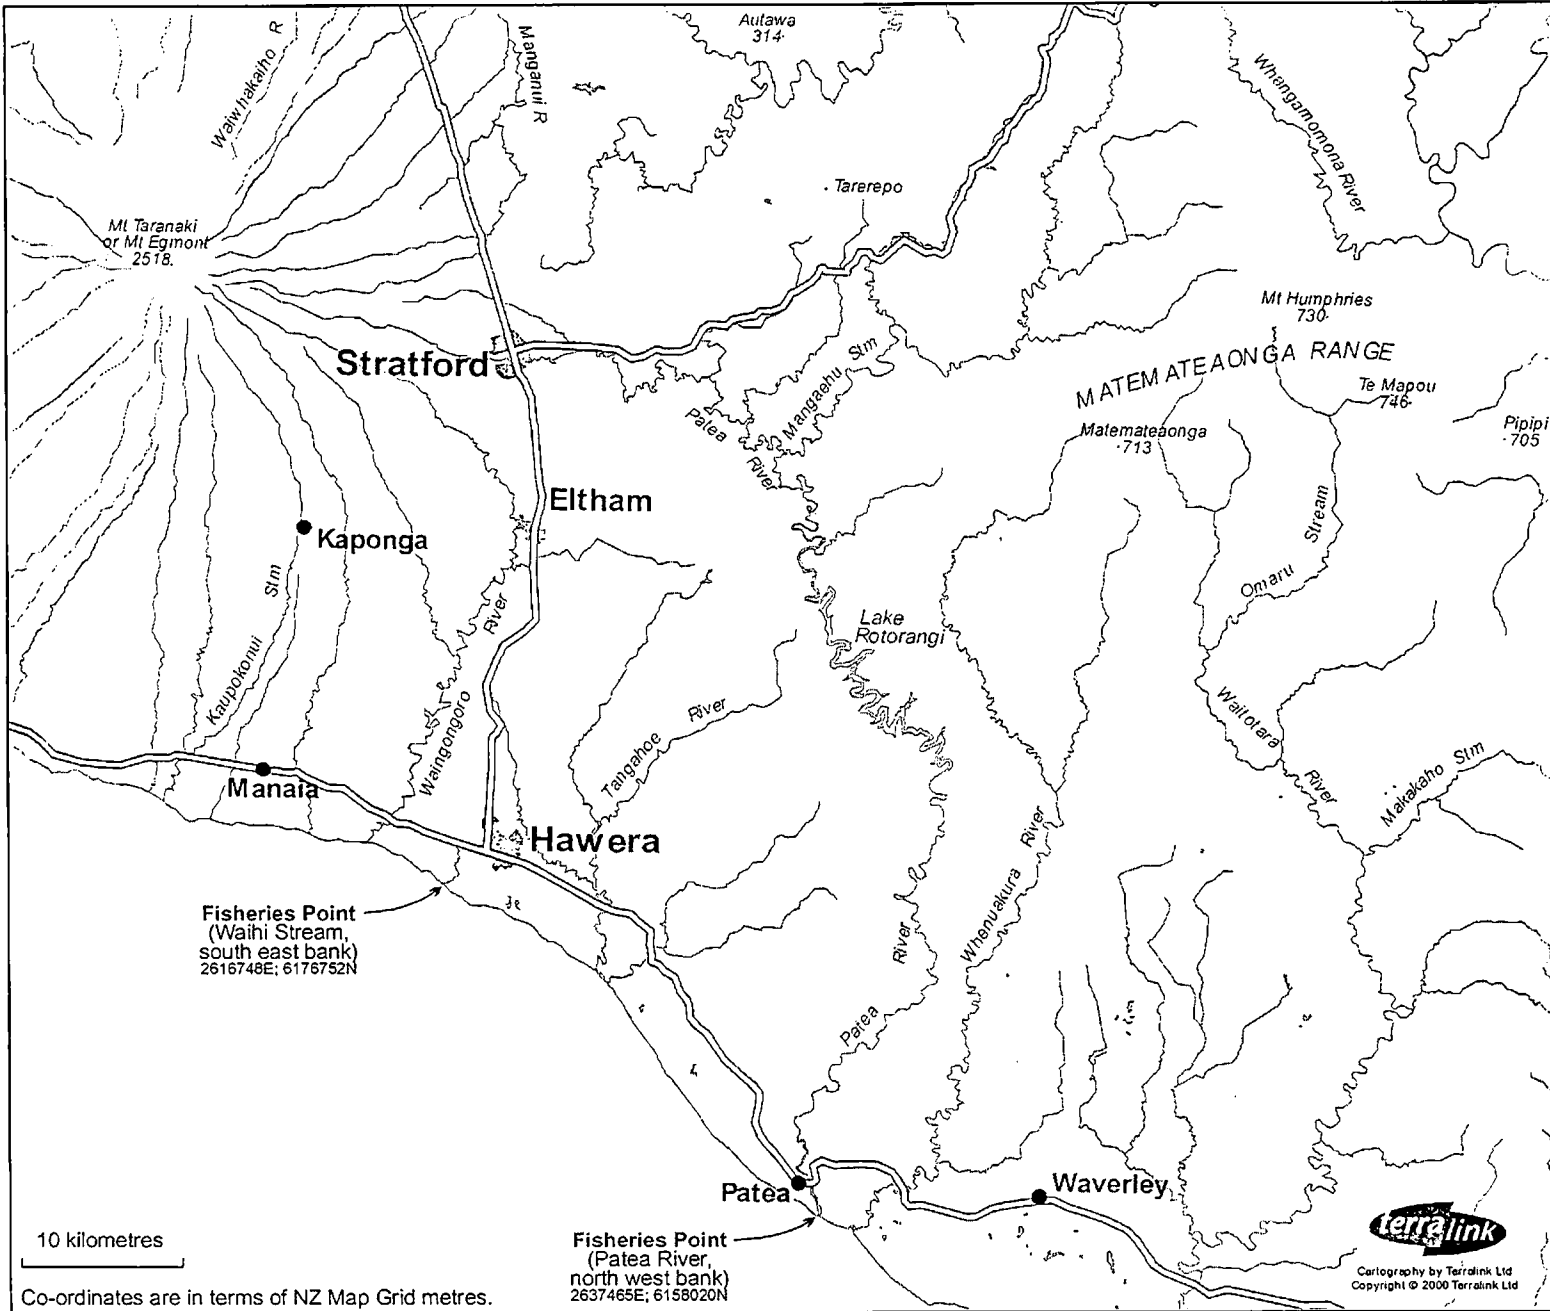 Autawa
314
Waiwhakaiho R
Manganui R
Whangamomona River
Tarerepo
Mt Taranaki
or Mt Egmont
2518
Mt Humphries
730
Stratford
Mangaehu Stm
MATEMATEAONGA RANGE
Te Mapou
746
Patea
River
Matemateaonga
713
Pipipi
705
Eltham
Kaponga
Stm
Kaupokonui
River
Waingongoro
Omaru
Stream
Lake
Rotorangi
Tangahoe
River
Waitotara
River
Makakaho Stm
Manaia
Hawera
Whenuakura
River
Fisheries Point
(Waihi Stream,
south east bank)
2616748E; 6176752N
River
Patea
Patea
Waverley
Fisheries Point
(Patea River,
north west bank)
2637465E; 6158020N
10 kilometres
Co-ordinates are in terms of NZ Map Grid metres.
terralink
Cartography by Terralink Ltd
Copyright © 2000 Terralink Ltd